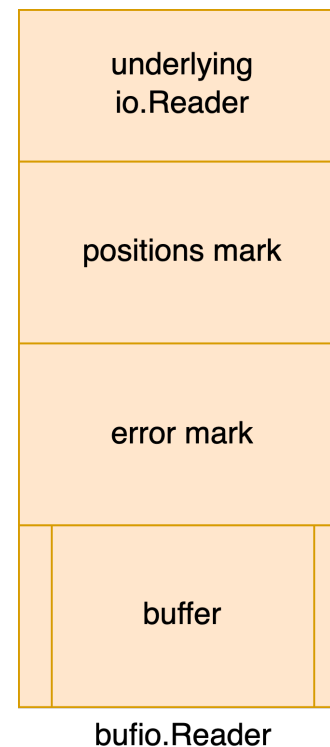 underlying
io.Reader
positions mark
error mark
buffer
bufio.Reader